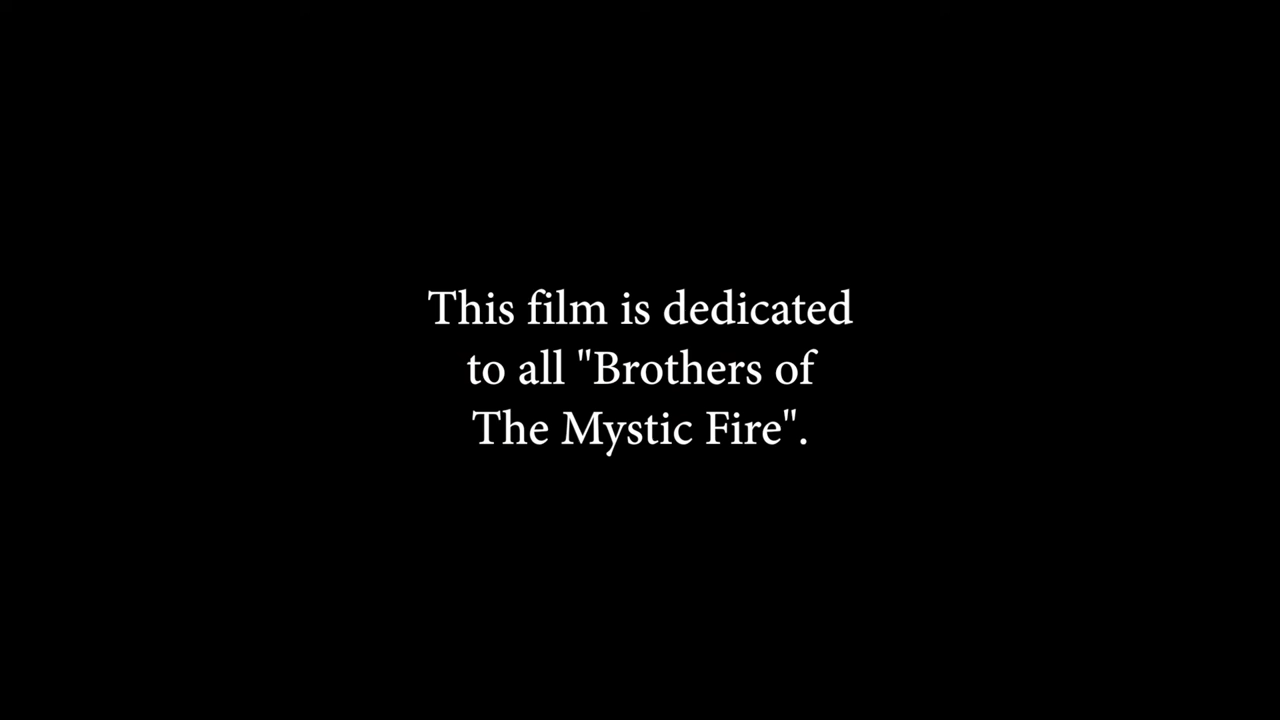 This film is dedicated
to all "Brothers of
The Mystic Fire".